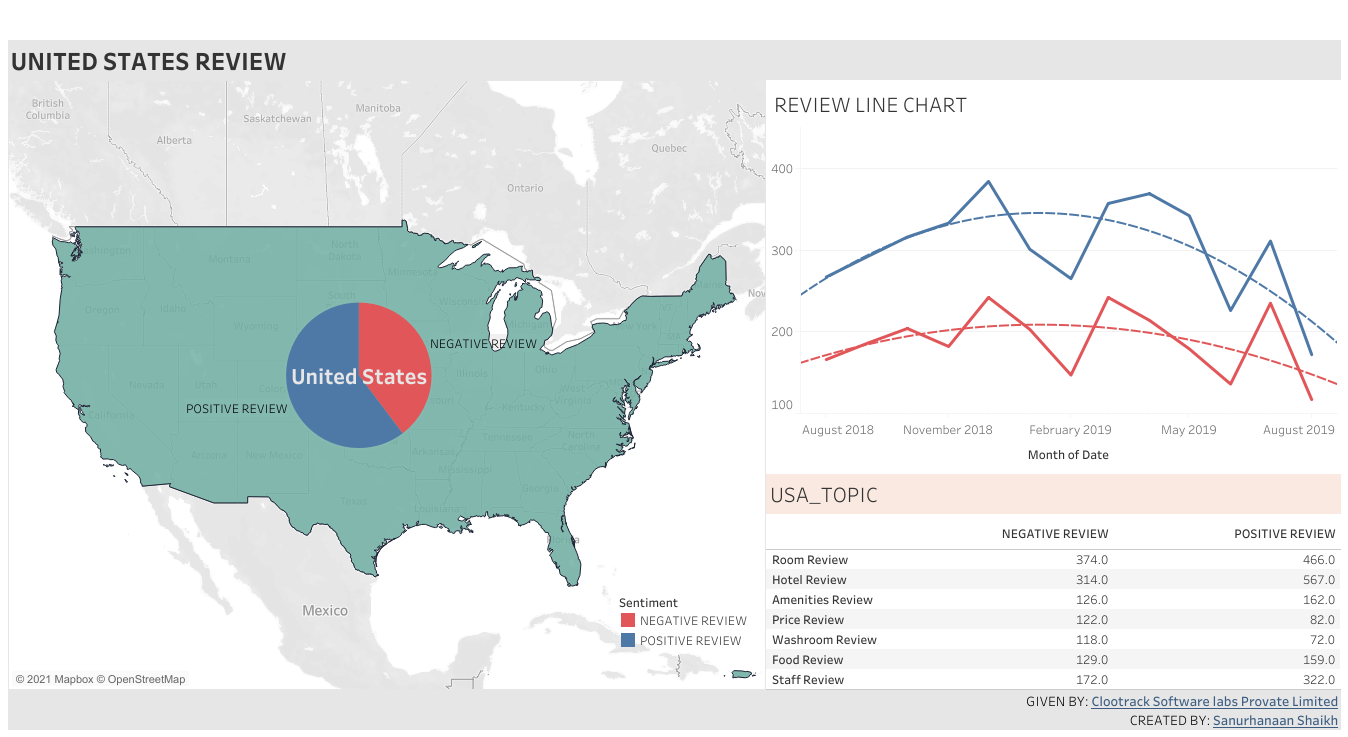 UNITED STATES REVIEW
British
Columbia
Alberta
Saskatchewan
Manitoba
Ontario
Quebec
Washington
Montana
North
Dakota
Minnesota
Oregon
Idaho
South
Wisconsin
Michigan
New York
Wyoming
NEGATIVE REVIEW
United States
Nevada
Utah
Illinois
Ohio
West
Virginia
California
POSITIVE REVIEW
Kentucky
Arizona
New Mexico
Arkansas
Tennessee
North
Carolina
Mississippi
Georgia
Texas
Louisiana
Florida
Mexico
Sentiment
NEGATIVE REVIEW
POSITIVE REVIEW
© 2021 Mapbox © OpenStreetMap
REVIEW LINE CHART
400
300
200
100
August 2018 November 2018 February 2019 May 2019 August 2019
Month of Date
USA_TOPIC
NEGATIVE REVIEW POSITIVE REVIEW
Room Review 374.0 466.0
Hotel Review 314.0 567.0
Amenities Review 126.0 162.0
Price Review 122.0 82.0
Washroom Review 118.0 72.0
Food Review 129.0 159.0
Staff Review 172.0 322.0
GIVEN BY: Clootrack Software labs Provate Limited
CREATED BY: Sanurhanaan Shaikh